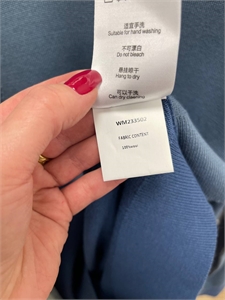 适宜手洗
Suitable for hand washing
不可漂白
Do not bleach
悬挂晾干
Hang to dry
可以干洗
Can dry cleaning
WM233502
FABRIC CONTENT